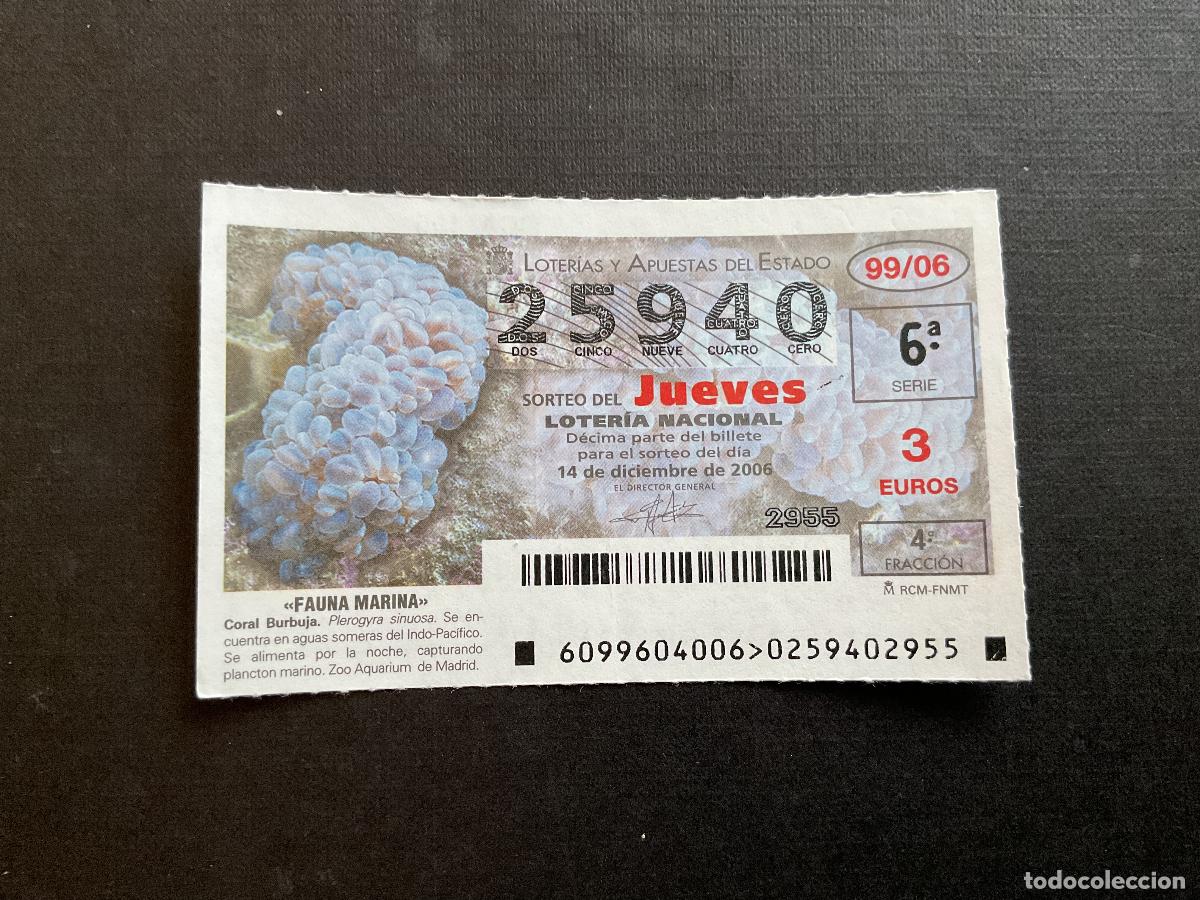 LOTERÍAS Y APUESTAS DEL ESTADO
99/06
25940
DOS CINCO NUEVE CUATRO CERO
6ª
SERIE
SORTEO DEL Jueves
LOTERÍA NACIONAL
Décima parte del billete
para el sorteo del día
14 de diciembre de 2006
EL DIRECTOR GENERAL
3
EUROS
2955
4ª
FRACCIÓN
RCM-FNMT
«FAUNA MARINA»
Coral Burbuja. Plerogyra sinuosa. Se en-
cuentra en aguas someras del Indo-Pacífico.
Se alimenta por la noche, capturando
plancton marino. Zoo Aquarium de Madrid.
6099604006>0259402955
todocoleccion